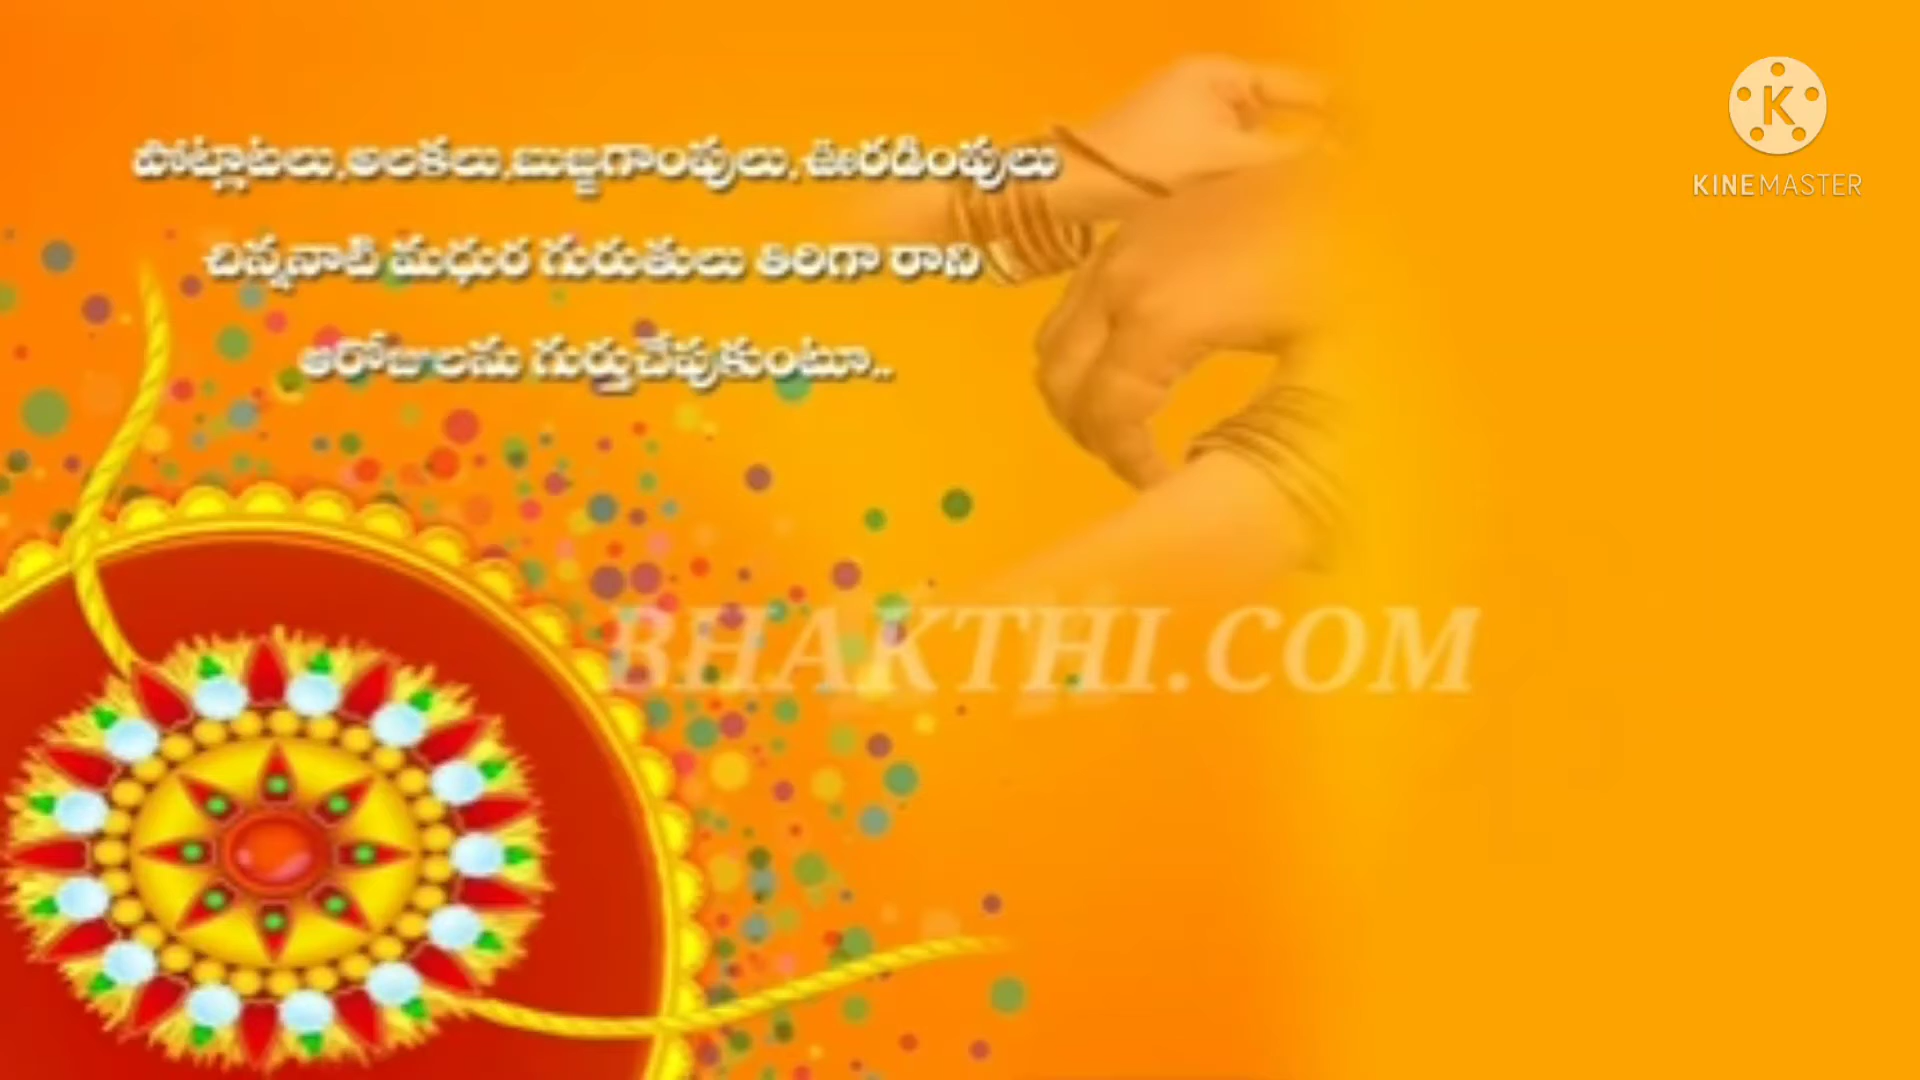 పోట్లాటలు,అలకలు,బుజ్జగాంపులు,ఊరడింపులు
చిన్ననాటి మధుర గురుతులు తిరిగా రాని
ఆరోజులను గుర్తుచేపుకుంటూ..
K
KINEMASTER
BHAKTHI.COM